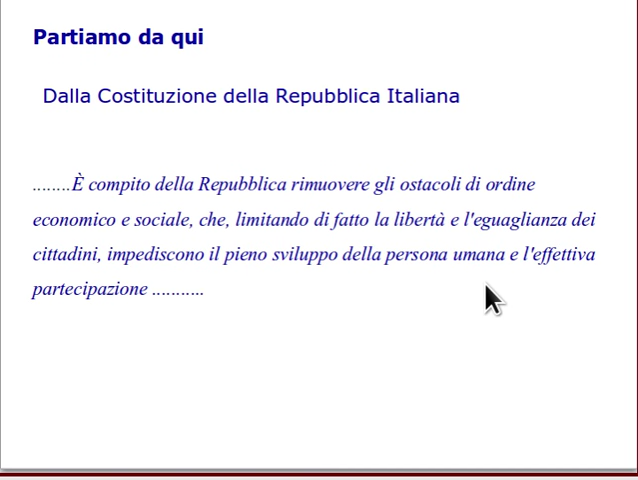 Partiamo da qui
Dalla Costituzione della Repubblica Italiana
........È compito della Repubblica rimuovere gli ostacoli di ordine
economico e sociale, che, limitando di fatto la libertà e l'eguaglianza dei
cittadini, impediscono il pieno sviluppo della persona umana e l'effettiva
partecipazione ...........